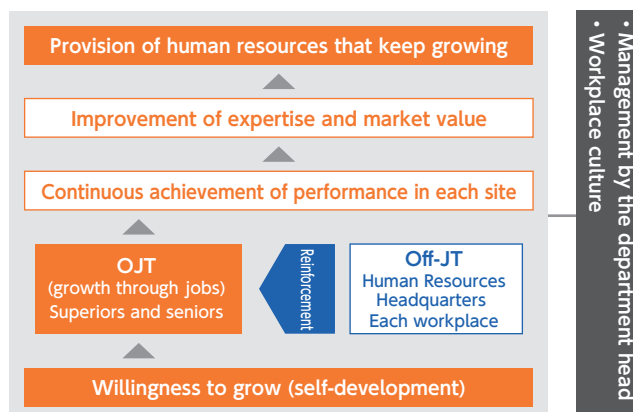 Provision of human resources that keep growing
Improvement of expertise and market value
Continuous achievement of performance in each site
OJT
(growth through jobs)
Superiors and seniors
Reinforcement
Off-JT
Human Resources
Headquarters
Each workplace
Willingness to grow (self-development)
• Management by the department head
• Workplace culture